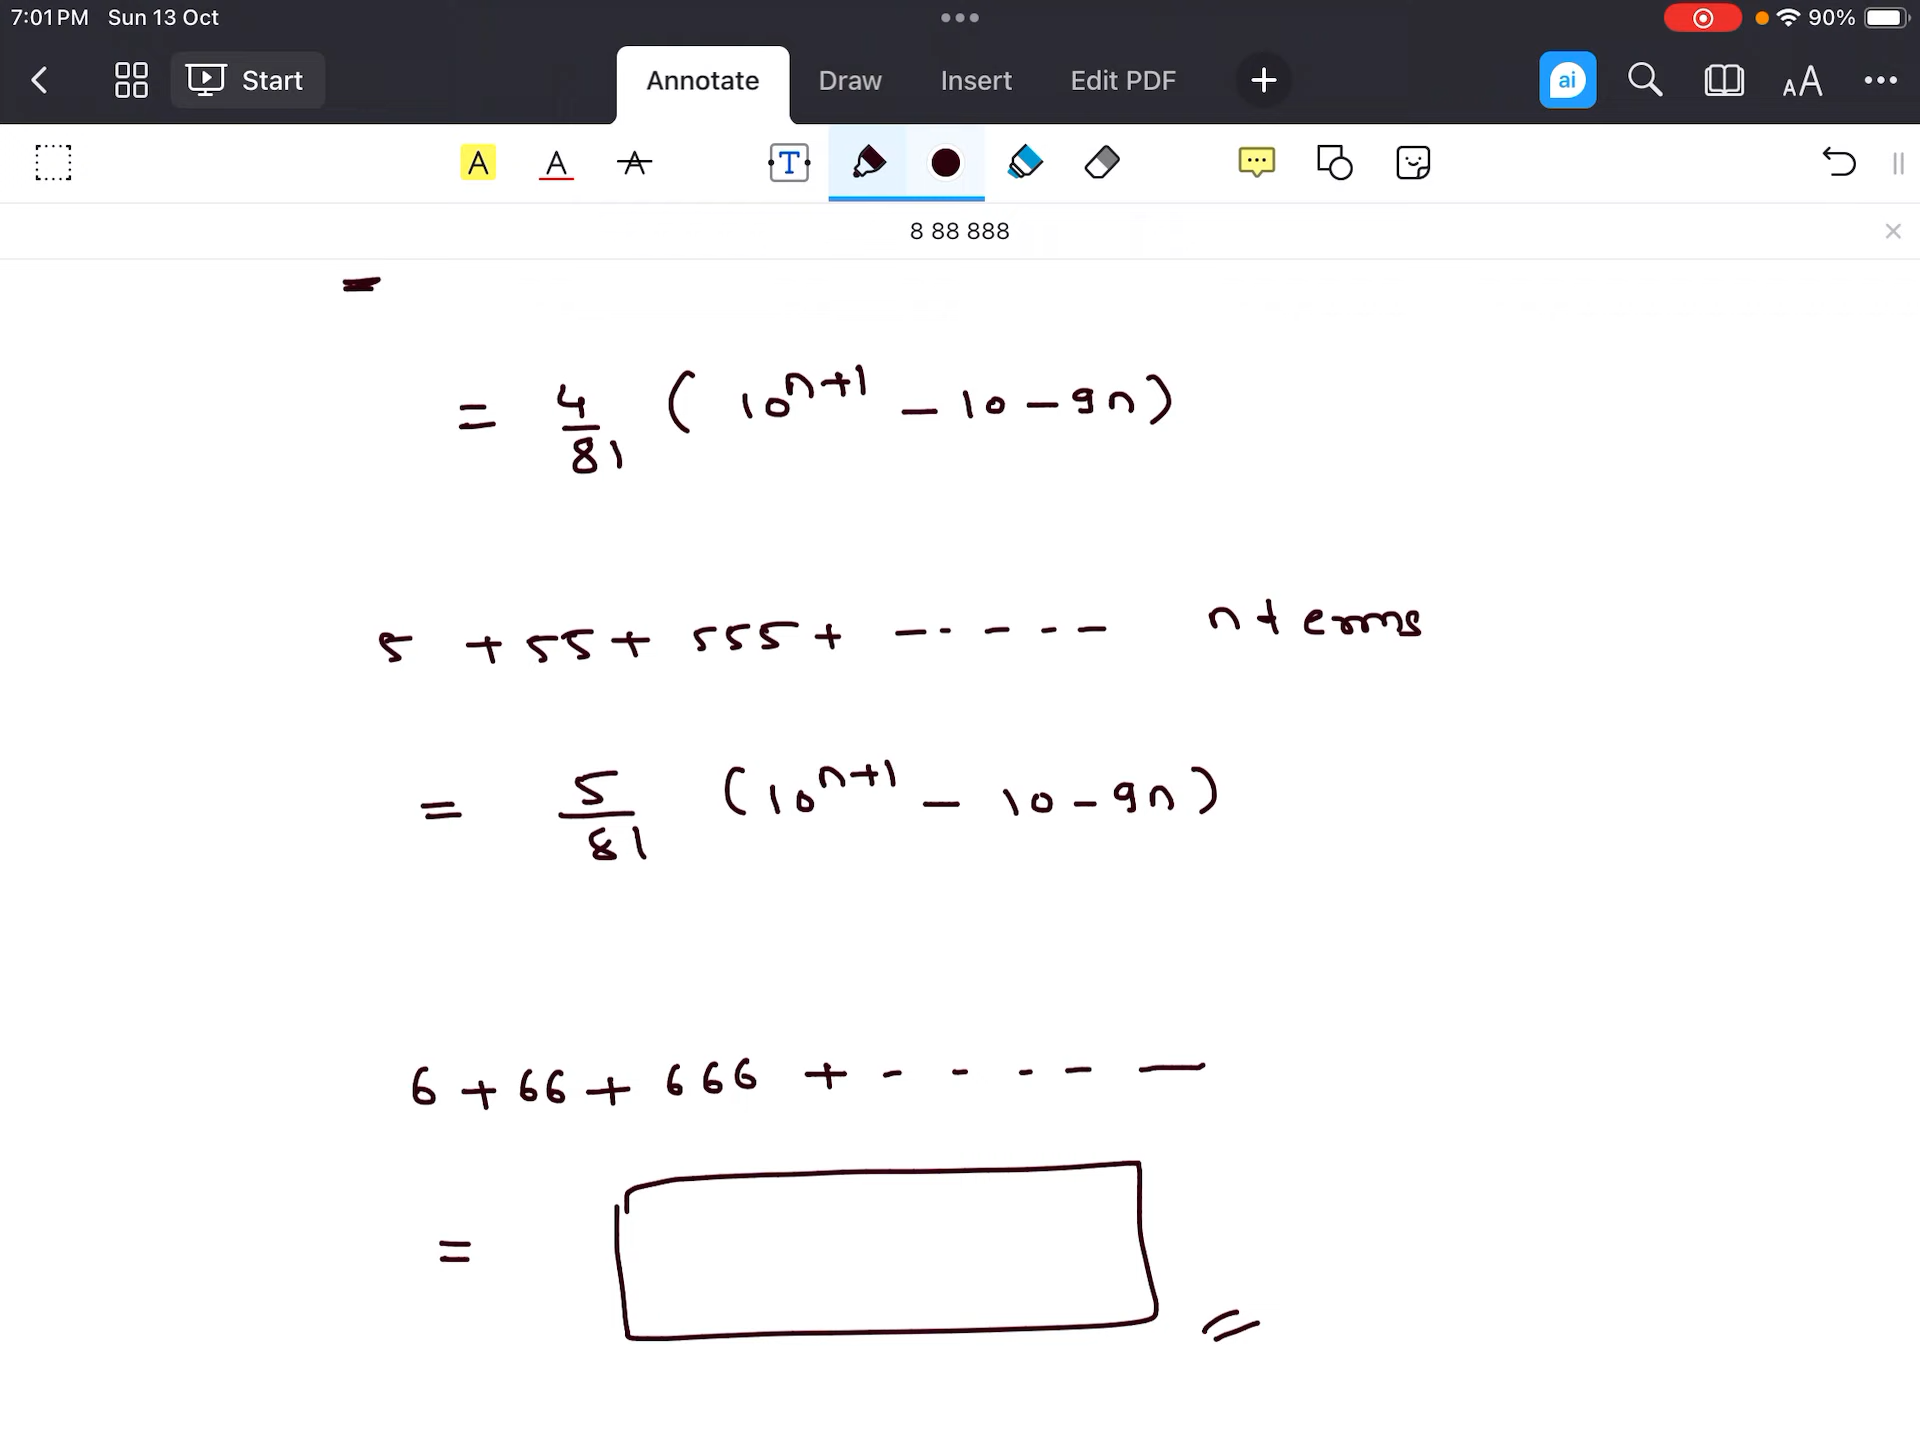 7:01 PM Sun 13 Oct 90%
Start Annotate Draw Insert Edit PDF + ai AA
A A A T
8 88 888
=
= 4/81 ( 10^(n+1) – 10 – 9n )
5 + 55 + 555 + – - – - – n terms
= 5/81 ( 10^(n+1) – 10 – 9n )
6 + 66 + 666 + - - - - —
=